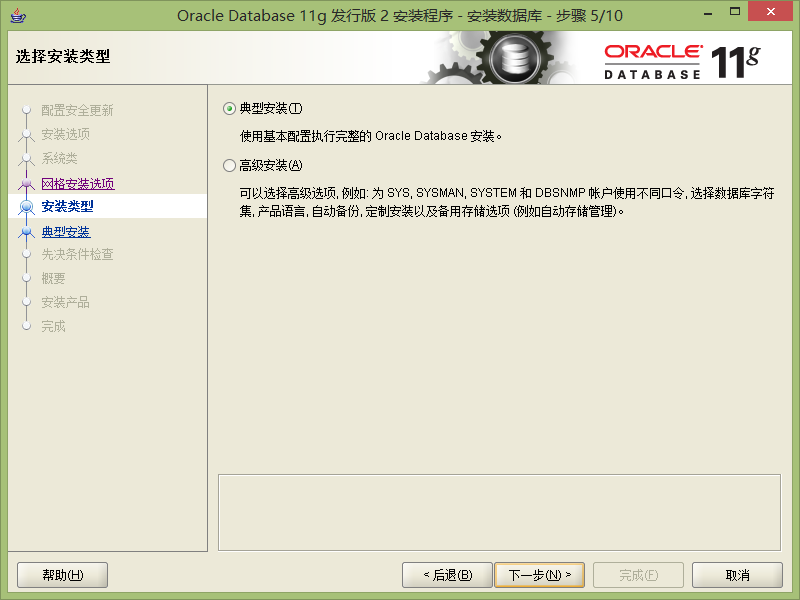 Oracle Database 11g 发行版 2 安装程序 - 安装数据库 - 步骤 5/10
选择安装类型
ORACLE
DATABASE 11g
配置安全更新
安装选项
系统类
网格安装选项
安装类型
典型安装
先决条件检查
概要
安装产品
完成
典型安装(T)
使用基本配置执行完整的 Oracle Database 安装。
高级安装(A)
可以选择高级选项, 例如: 为 SYS, SYSMAN, SYSTEM 和 DBSNMP 帐户使用不同口令, 选择数据库字符
集, 产品语言, 自动备份, 定制安装以及备用存储选项 (例如自动存储管理)。
帮助(H)
< 后退(B)
下一步(N) >
完成(F)
取消